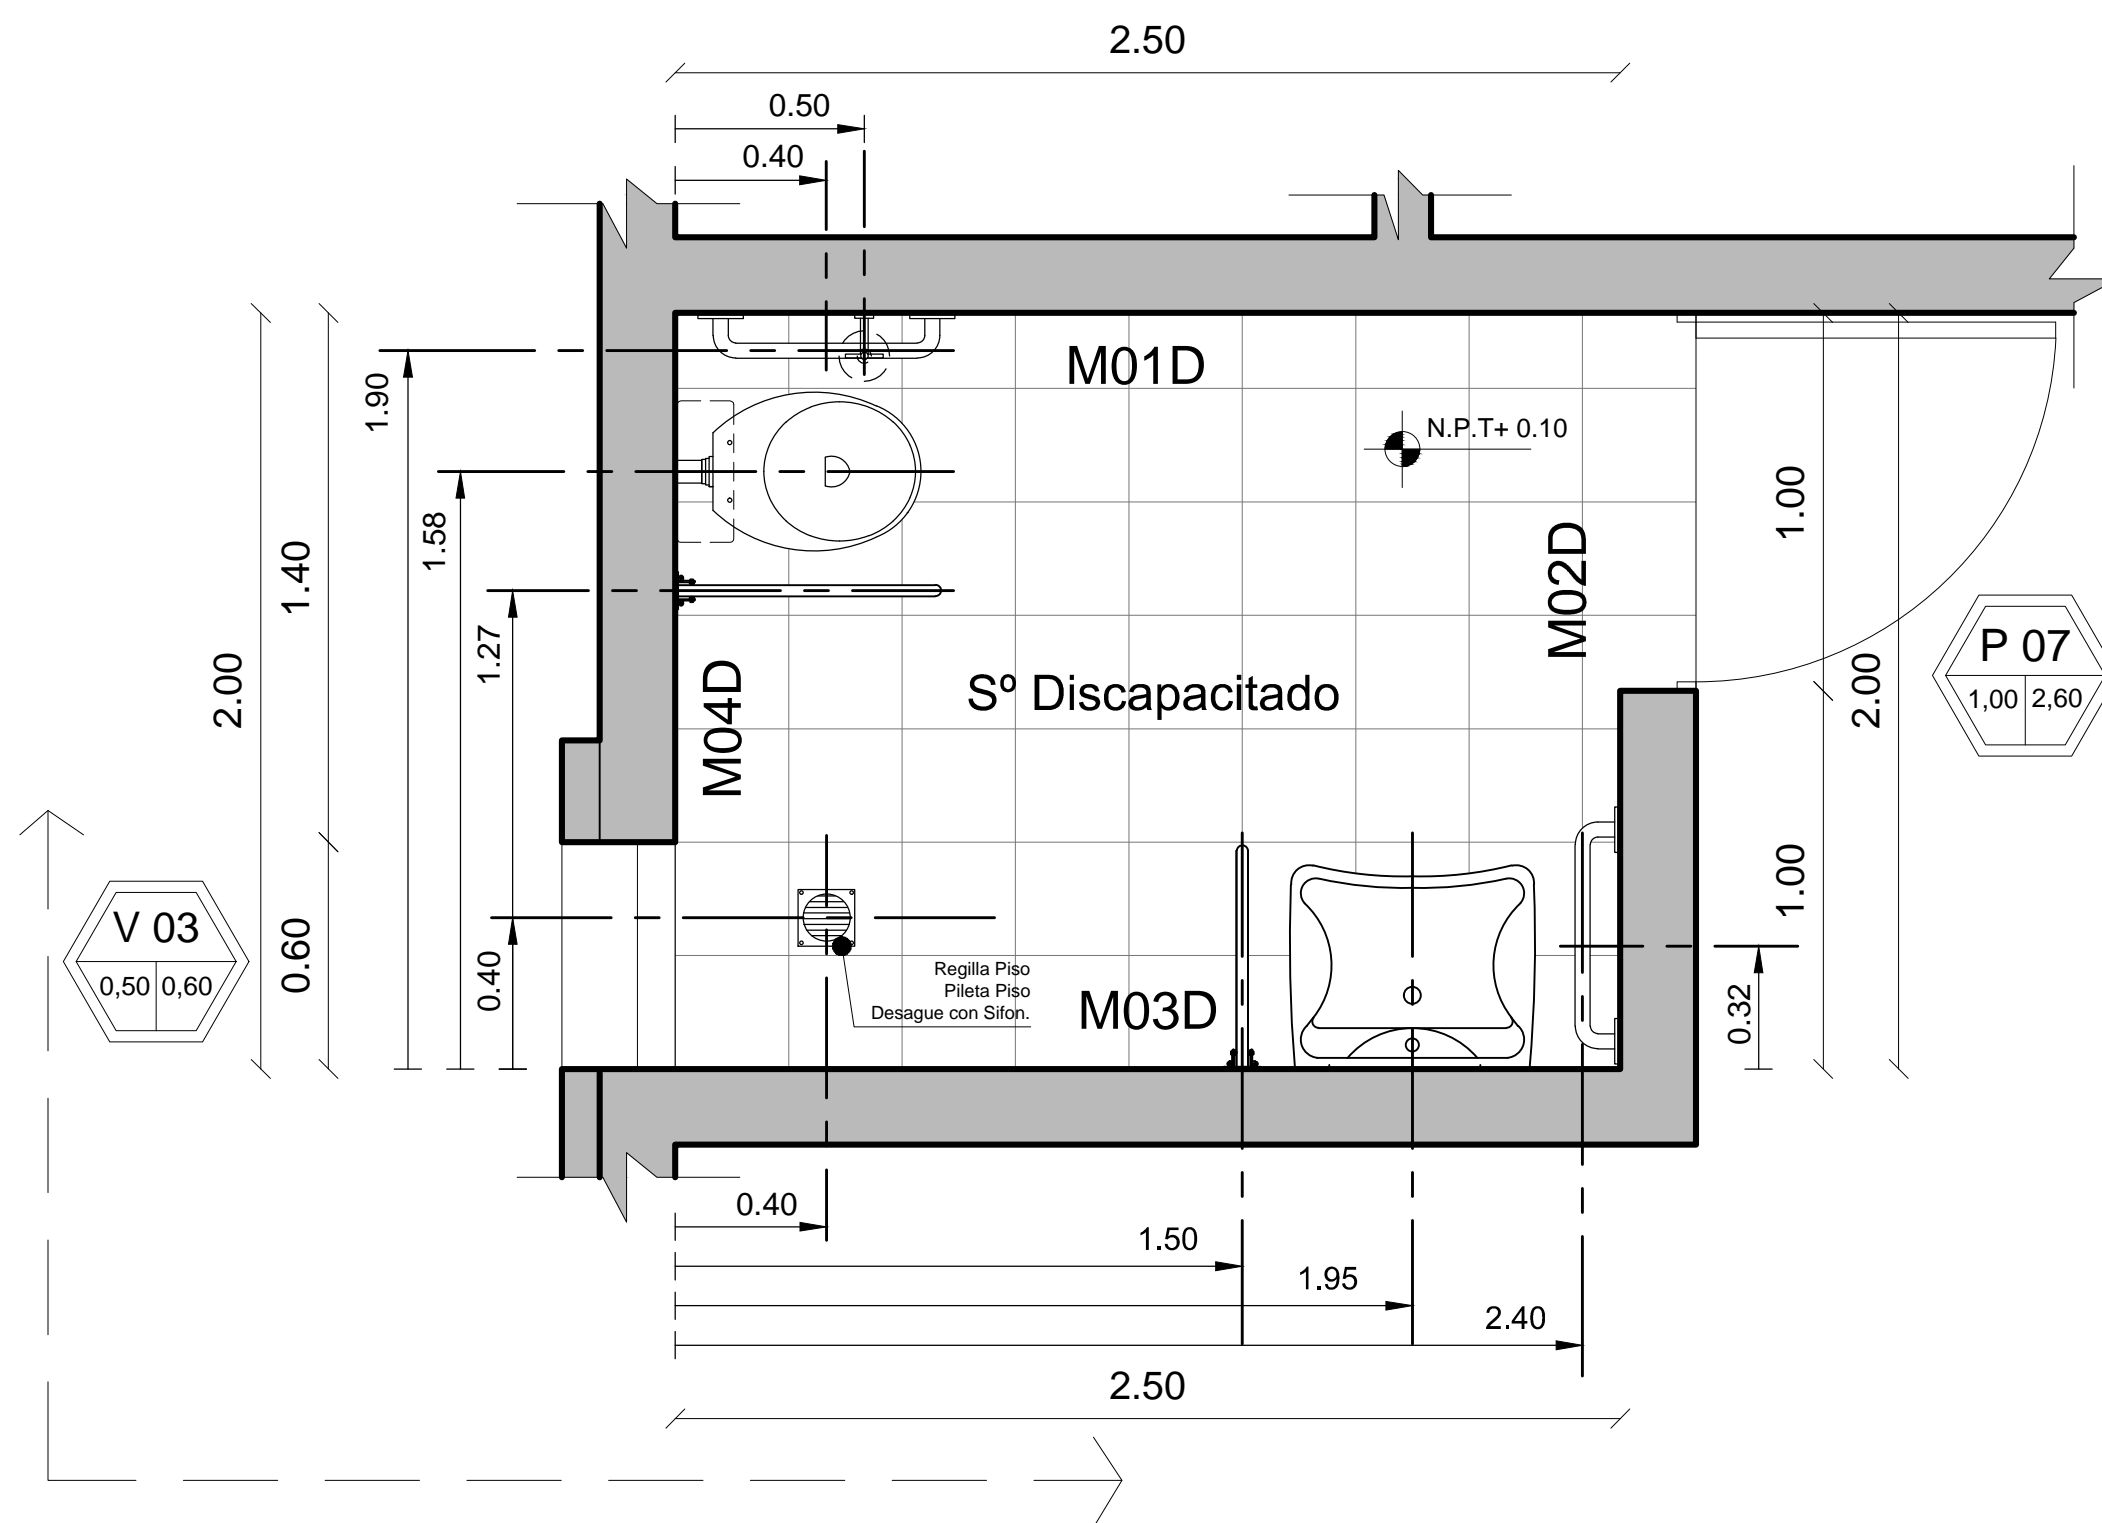 2.50
0.50
0.40
M01D
N.P.T+ 0.10
1.90
1.58
1.40
1.27
2.00
1.00
M02D
P 07
1,00 2,60
2.00
Sº Discapacitado
M04D
V 03
0,50 0,60
0.60
0.40
Regilla Piso
Pileta Piso
Desague con Sifon.
M03D
1.00
0.32
0.40
1.50
1.95
2.40
2.50